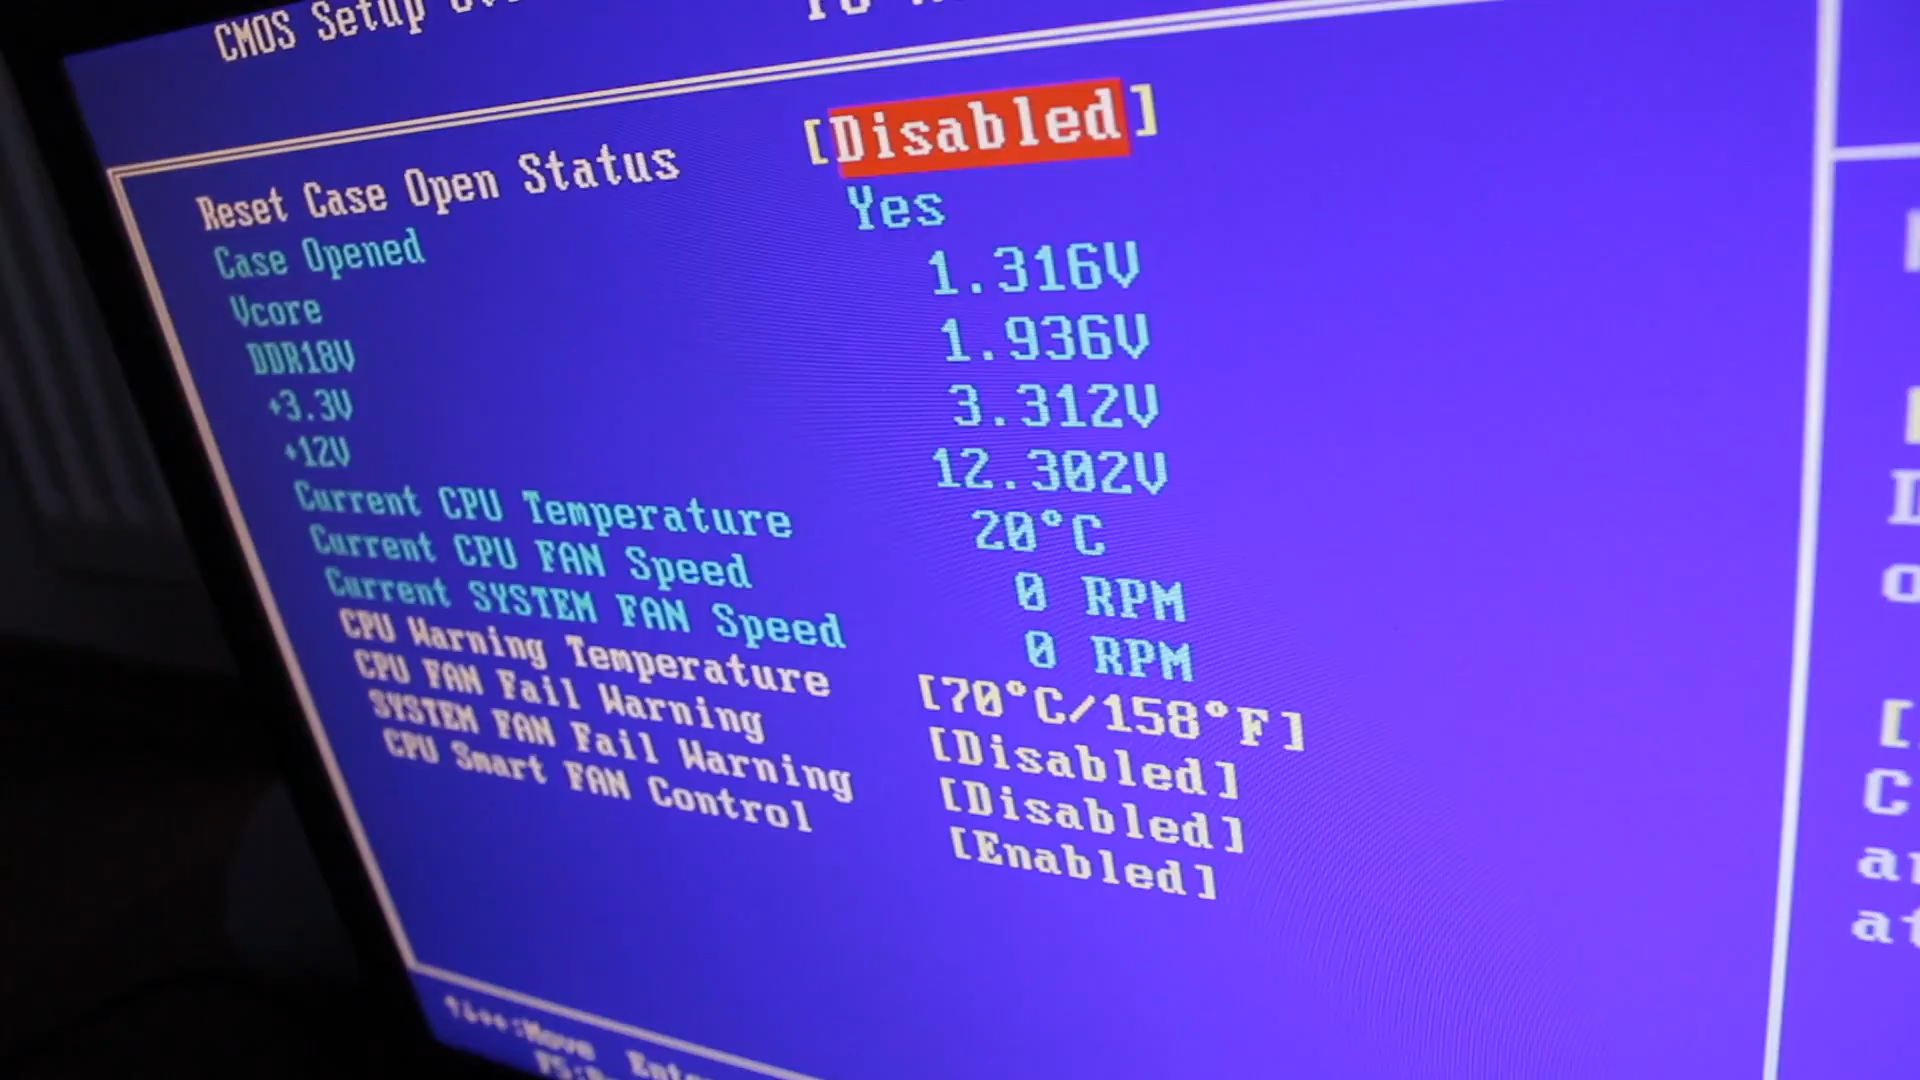 CMOS Setup
Reset Case Open Status [Disabled]
Case Opened Yes
Vcore 1.316V
DDR18V 1.936V
+3.3V 3.312V
+12V 12.302V
Current CPU Temperature 20°C
Current CPU FAN Speed 0 RPM
Current SYSTEM FAN Speed 0 RPM
CPU Warning Temperature [70°C/158°F]
CPU FAN Fail Warning [Disabled]
SYSTEM FAN Fail Warning [Disabled]
CPU Smart FAN Control [Enabled]
:Move